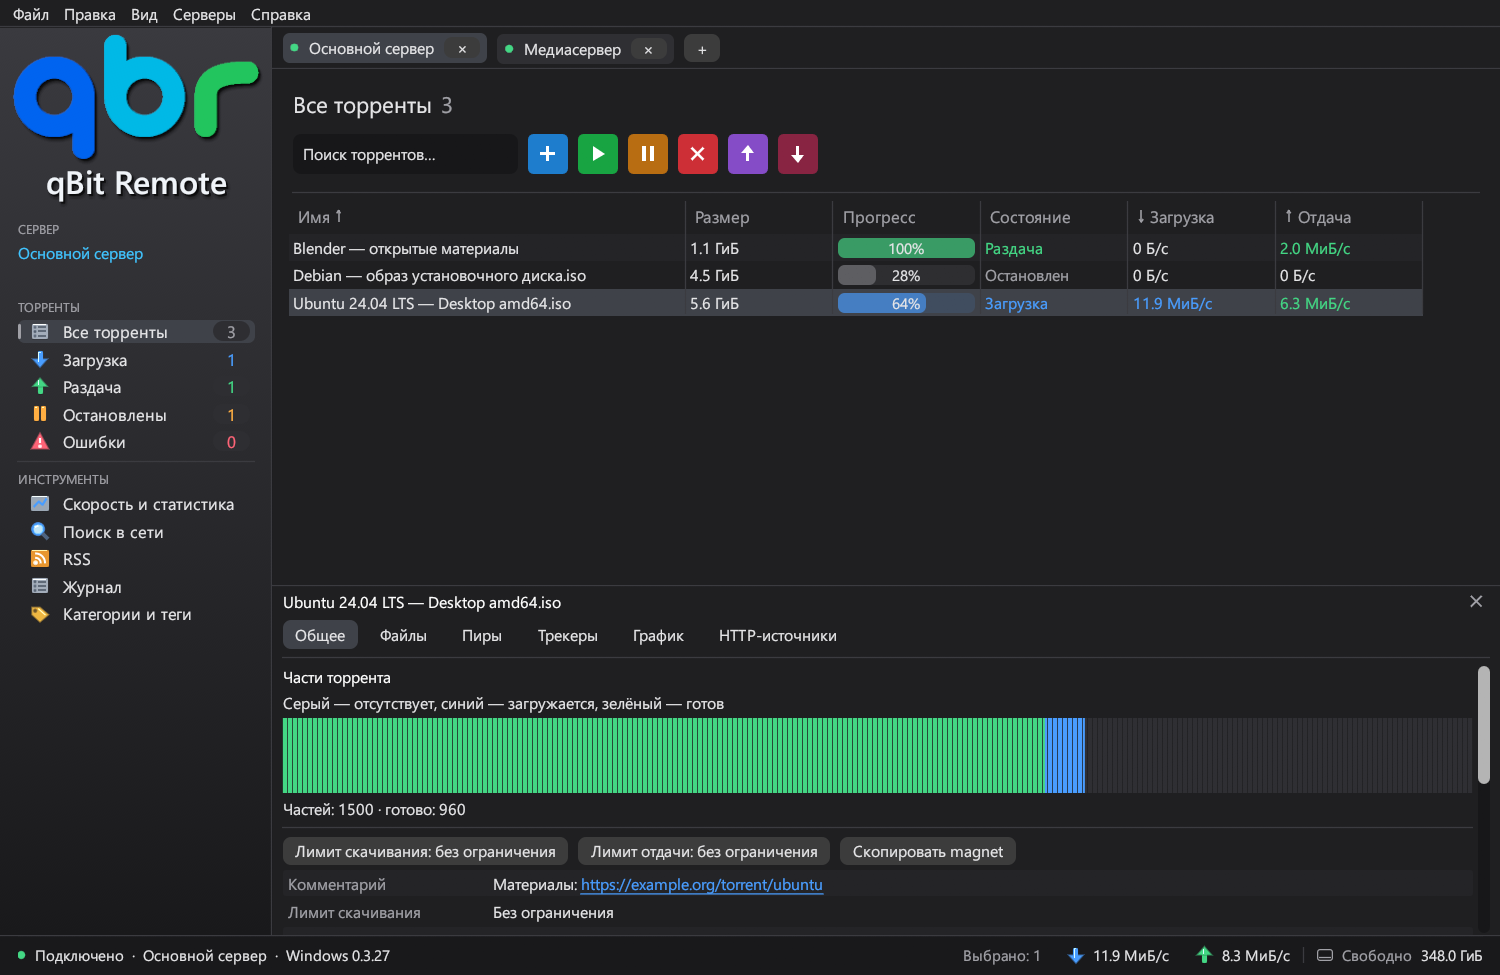 Файл Правка Вид Серверы Справка
qbr
qBit Remote
СЕРВЕР
Основной сервер
ТОРРЕНТЫ
Все торренты 3
Загрузка 1
Раздача 1
Остановлены 1
Ошибки 0
ИНСТРУМЕНТЫ
Скорость и статистика
Поиск в сети
RSS
Журнал
Категории и теги
Основной сервер × Медиасервер × +
Все торренты 3
Поиск торрентов...
Имя ↑ Размер Прогресс Состояние ↓ Загрузка ↑ Отдача
Blender — открытые материалы 1.1 ГиБ 100% Раздача 0 Б/с 2.0 МиБ/с
Debian — образ установочного диска.iso 4.5 ГиБ 28% Остановлен 0 Б/с 0 Б/с
Ubuntu 24.04 LTS — Desktop amd64.iso 5.6 ГиБ 64% Загрузка 11.9 МиБ/с 6.3 МиБ/с
Ubuntu 24.04 LTS — Desktop amd64.iso
Общее Файлы Пиры Трекеры График HTTP-источники
Части торрента
Серый — отсутствует, синий — загружается, зелёный — готов
Частей: 1500 · готово: 960
Лимит скачивания: без ограничения Лимит отдачи: без ограничения Скопировать magnet
Комментарий Материалы: https://example.org/torrent/ubuntu
Лимит скачивания Без ограничения
Подключено · Основной сервер · Windows 0.3.27 Выбрано: 1 11.9 МиБ/с 8.3 МиБ/с Свободно 348.0 ГиБ